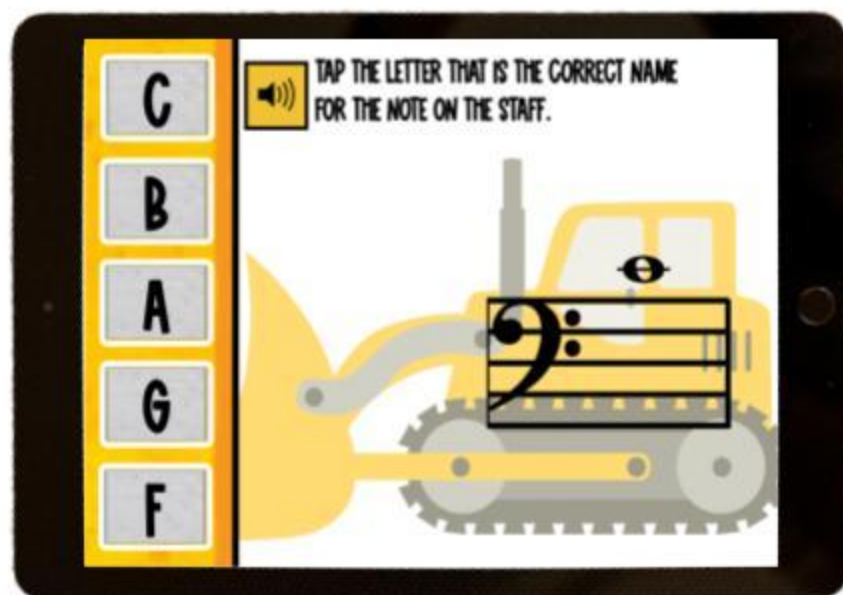 C
B
A
G
F
TAP THE LETTER THAT IS THE CORRECT NAME
FOR THE NOTE ON THE STAFF.